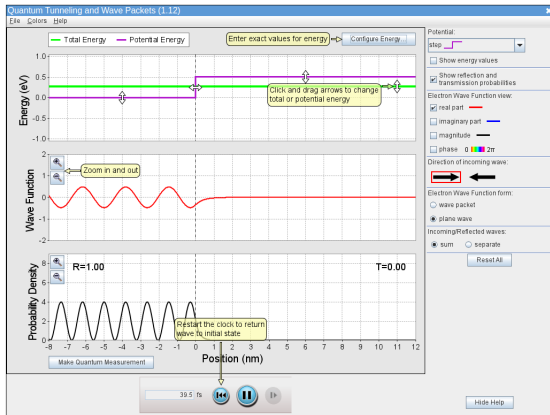 Quantum Tunneling and Wave Packets (1.12)
File Colors Help
Total Energy
Potential Energy
Enter exact values for energy
Configure Energy...
Energy (eV)
1.0
0.5
0.0
-0.5
-1.0
Click and drag arrows to change
total or potential energy
Zoom in and out
Wave Function
2
1
0
-1
-2
R=1.00
T=0.00
Probability Density
8
6
4
2
0
Restart the clock to return
wave to initial state
-8 -7 -6 -5 -4 -3 -2 -1 0 1 2 3 4 5 6 7 8 9 10 11 12
Position (nm)
Make Quantum Measurement
39.5 fs
Potential:
step
Show energy values
Show reflection and
transmission probabilities
Electron Wave Function view:
real part
imaginary part
magnitude
phase 0 2π
Direction of incoming wave:
Electron Wave Function form:
wave packet
plane wave
Incoming/Reflected waves:
sum separate
Reset All
Hide Help